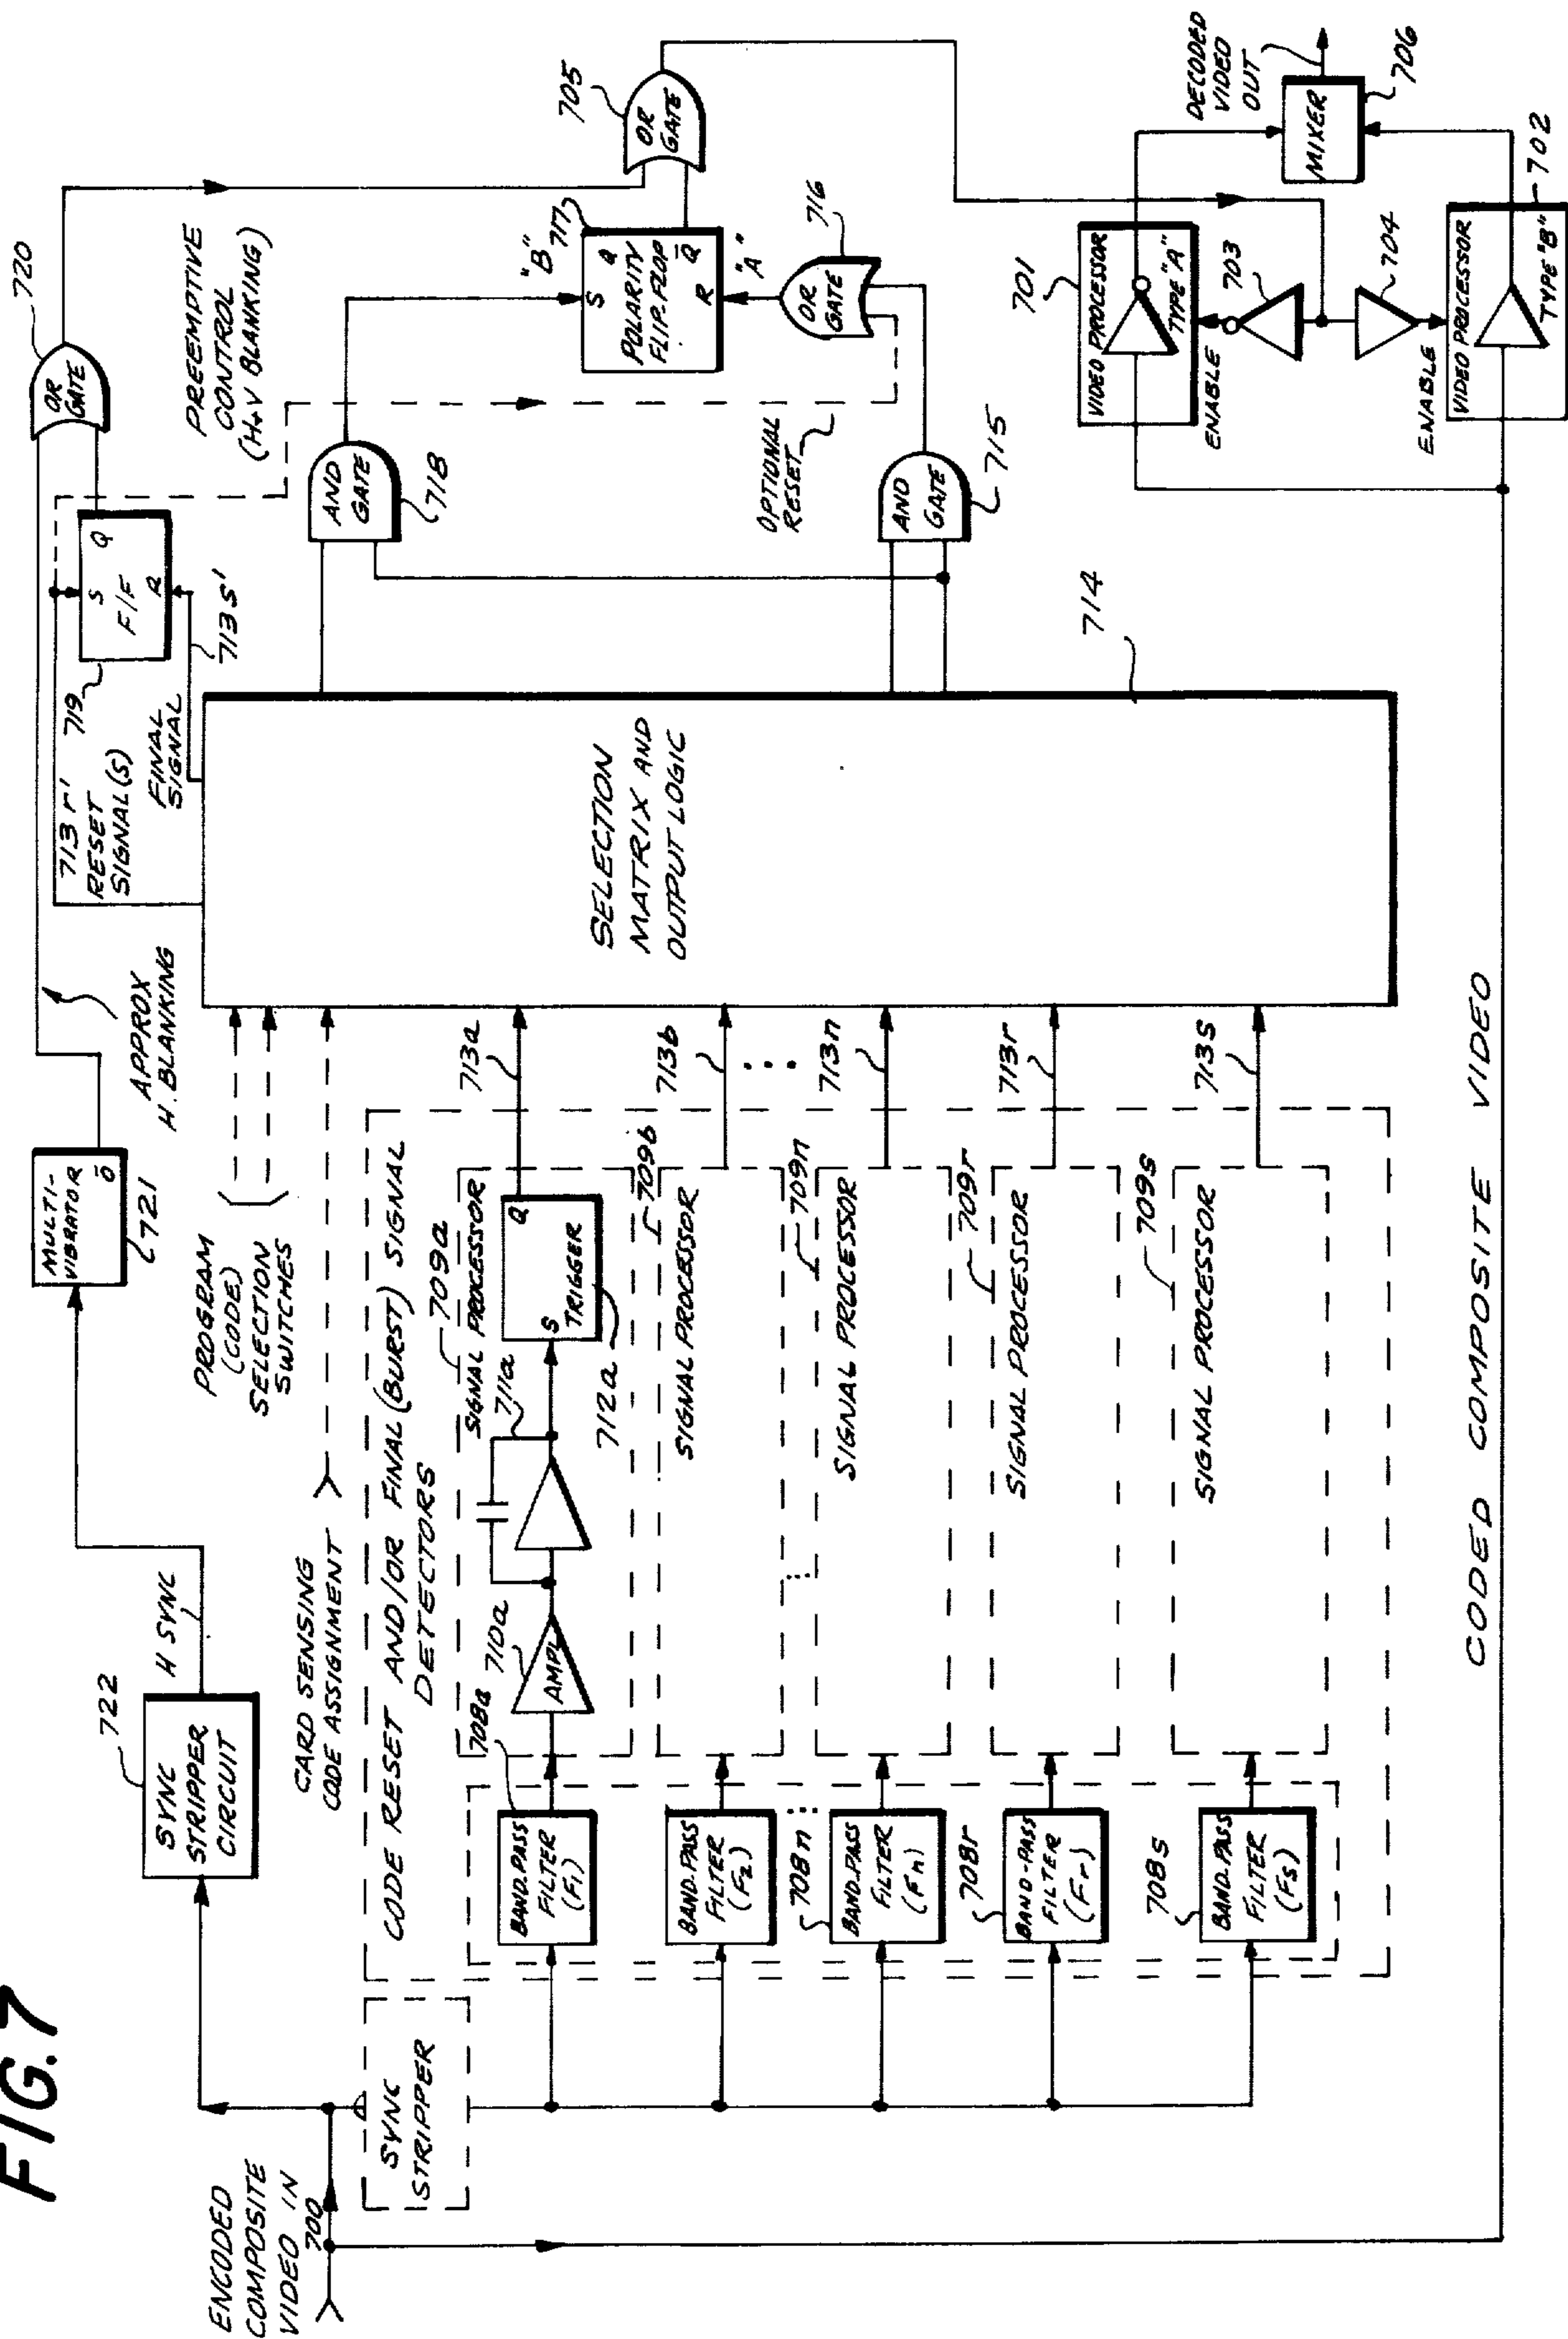 FIG. 7
ENCODED
COMPOSITE
VIDEO IN
700
SYNC
STRIPPER
722
SYNC
STRIPPER
CIRCUIT
H SYNC
MULTI-
VIBRATOR
Q̄
721
APPROX
H. BLANKING
PROGRAM
(CODE)
SELECTION
SWITCHES
CARD SENSING
CODE ASSIGNMENT
CODE RESET AND/OR FINAL (BURST) SIGNAL
DETECTORS
708a
BAND.PASS
FILTER
(F1)
710a
AMPL
711a
712a
S
Q
TRIGGER
SIGNAL PROCESSOR
709a
713a
BAND.PASS
FILTER
(F2)
SIGNAL PROCESSOR
709b
713b
708n
BAND.PASS
FILTER
(Fn)
SIGNAL PROCESSOR
709n
713n
708r
BAND-PASS
FILTER
(Fr)
SIGNAL PROCESSOR
709r
713r
708s
BAND.PASS
FILTER
(Fs)
SIGNAL PROCESSOR
709s
713s
SELECTION
MATRIX AND
OUTPUT LOGIC
714
713r'
RESET
SIGNAL(S)
FINAL
SIGNAL
713s'
719
S
Q
F/F
R
OR
GATE
720
PREEMPTIVE
CONTROL
(H+V BLANKING)
AND
GATE
718
AND
GATE
715
OPTIONAL
RESET
"B"
717
S
Q
POLARITY
FLIP.FLOP
R
Q̄
"A"
OR
GATE
716
OR
GATE
705
701
VIDEO PROCESSOR
TYPE "A"
ENABLE
703
704
ENABLE
VIDEO PROCESSOR
TYPE "B"
702
MIXER
706
DECODED
VIDEO
OUT
CODED COMPOSITE VIDEO